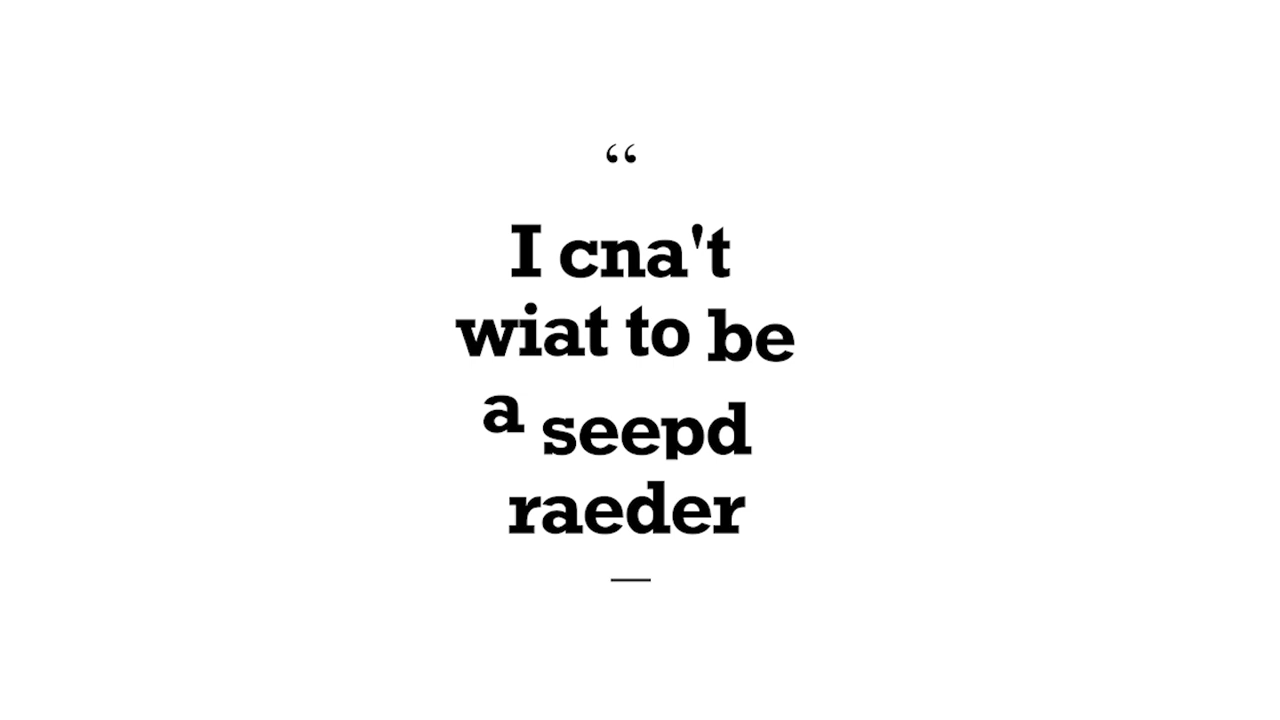 “
I cna't
wiat to be
a seepd
raeder
—